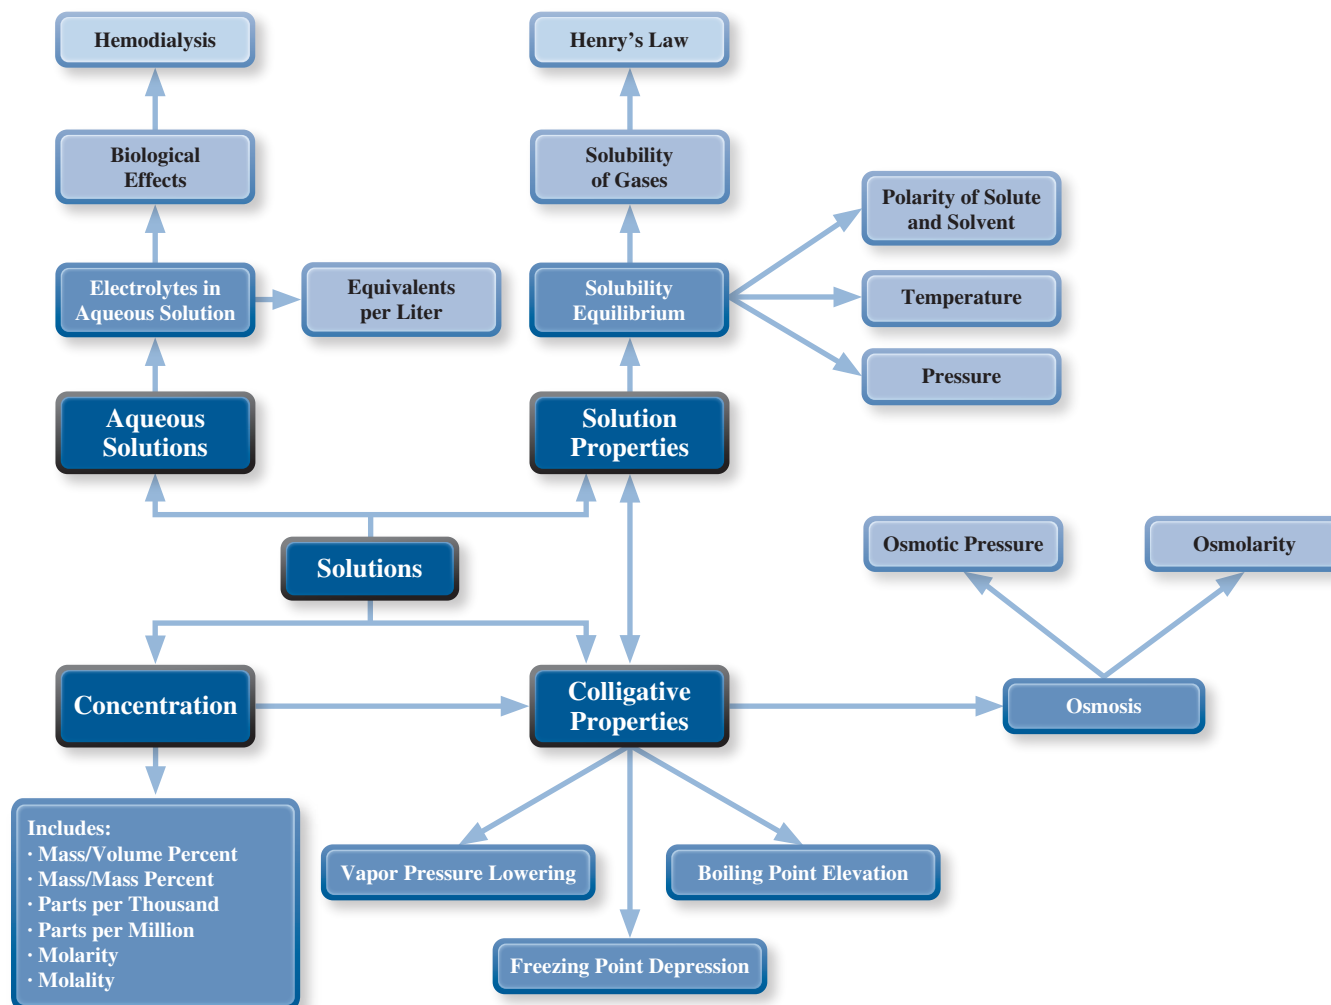 Hemodialysis
Henry’s Law
Biological
Effects
Solubility
of Gases
Polarity of Solute
and Solvent
Electrolytes in
Aqueous Solution
Equivalents
per Liter
Solubility
Equilibrium
Temperature
Pressure
Aqueous
Solutions
Solution
Properties
Solutions
Osmotic Pressure
Osmolarity
Concentration
Colligative
Properties
Osmosis
Includes:
· Mass/Volume Percent
· Mass/Mass Percent
· Parts per Thousand
· Parts per Million
· Molarity
· Molality
Vapor Pressure Lowering
Boiling Point Elevation
Freezing Point Depression